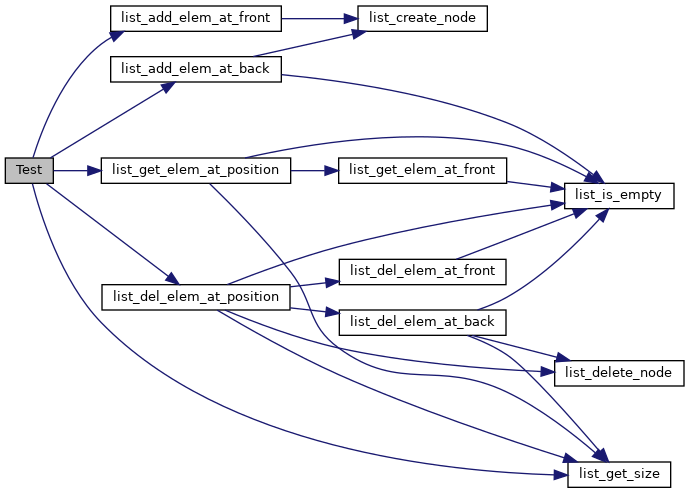 list_add_elem_at_front
list_create_node
list_add_elem_at_back
Test
list_get_elem_at_position
list_get_elem_at_front
list_is_empty
list_del_elem_at_front
list_del_elem_at_position
list_del_elem_at_back
list_delete_node
list_get_size